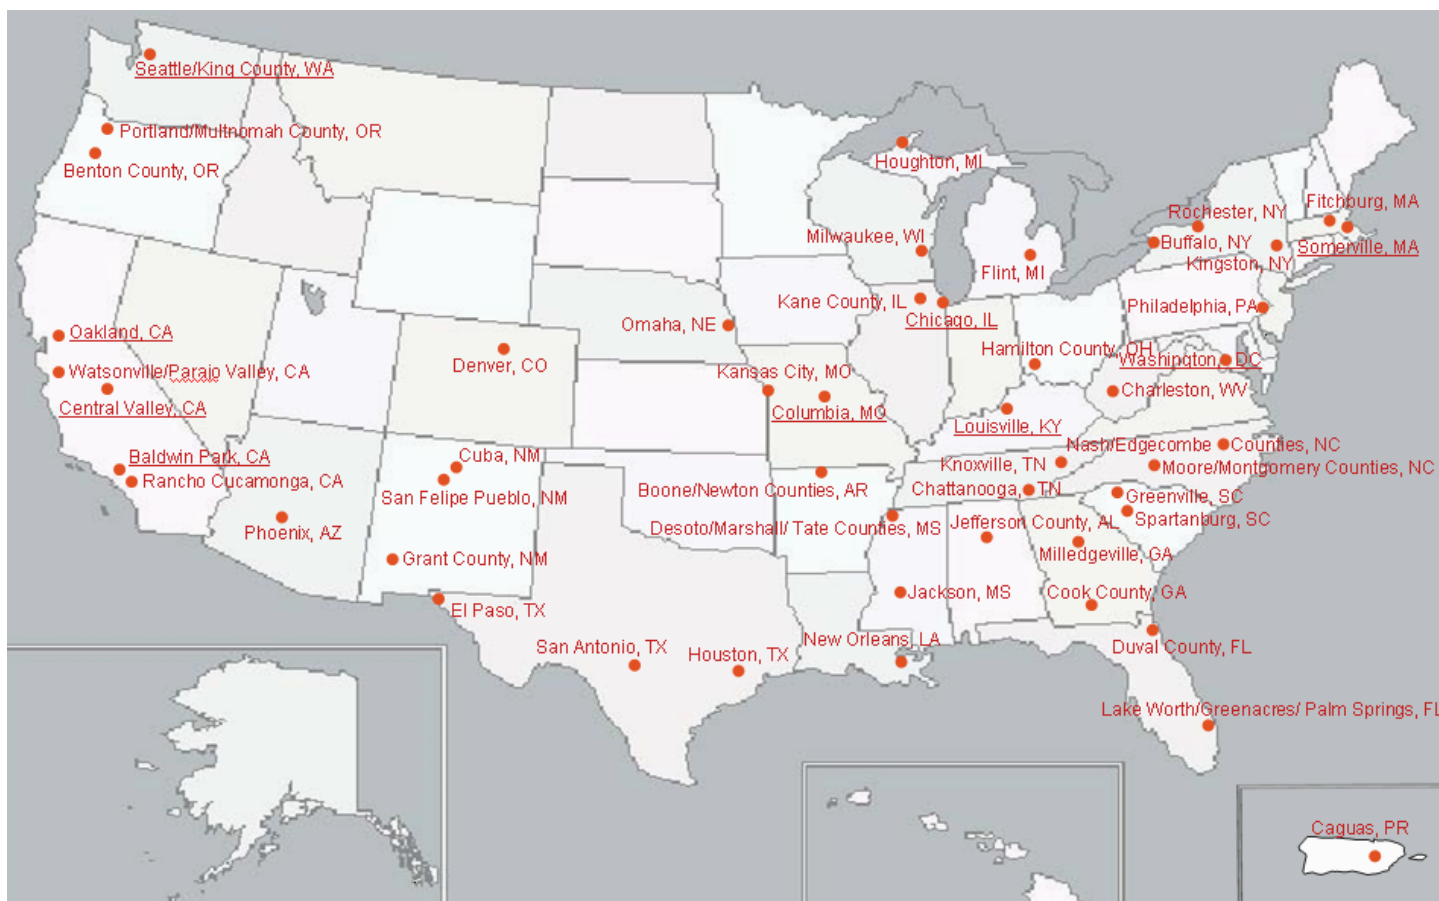 Seattle/King County, WA
Portland/Multnomah County, OR
Benton County, OR
Houghton, MI
Fitchburg, MA
Rochester, NY
Milwaukee, WI
Buffalo, NY
Somerville, MA
Kingston, NY
Flint, MI
Kane County, IL
Philadelphia, PA
Chicago, IL
Omaha, NE
Oakland, CA
Hamilton County, OH
Washington, DC
Denver, CO
Watsonville/Parajo Valley, CA
Kansas City, MO
Charleston, WV
Central Valley, CA
Columbia, MO
Louisville, KY
Nash/Edgecombe Counties, NC
Baldwin Park, CA
Cuba, NM
Knoxville, TN
Moore/Montgomery Counties, NC
Rancho Cucamonga, CA
San Felipe Pueblo, NM
Boone/Newton Counties, AR
Chattanooga, TN
Greenville, SC
Phoenix, AZ
Desoto/Marshall/ Tate Counties, MS
Jefferson County, AL
Spartanburg, SC
Milledgeville, GA
Grant County, NM
Jackson, MS
Cook County, GA
El Paso, TX
San Antonio, TX
Houston, TX
New Orleans, LA
Duval County, FL
Lake Worth/Greenacres/ Palm Springs, FL
Caguas, PR